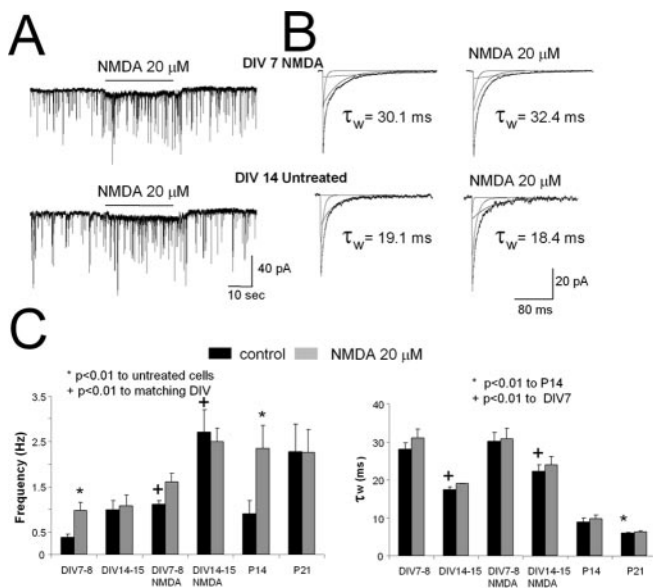 A
B
NMDA 20 µM
DIV 7 NMDA
NMDA 20 µM
τw= 30.1 ms
τw= 32.4 ms
NMDA 20 µM
DIV 14 Untreated
NMDA 20 µM
τw= 19.1 ms
τw= 18.4 ms
40 pA
10 sec
20 pA
80 ms
C
control
NMDA 20 µM
* p<0.01 to untreated cells
+ p<0.01 to matching DIV
Frequency (Hz)
3.5
2.5
1.5
0.5
+
*
*
+
DIV7-8
DIV14-15
DIV7-8 NMDA
DIV14-15 NMDA
P14
P21
* p<0.01 to P14
+ p<0.01 to DIV7
τw (ms)
40
30
20
10
0
+
+
*
DIV7-8
DIV14-15
DIV7-8 NMDA
DIV14-15 NMDA
P14
P21